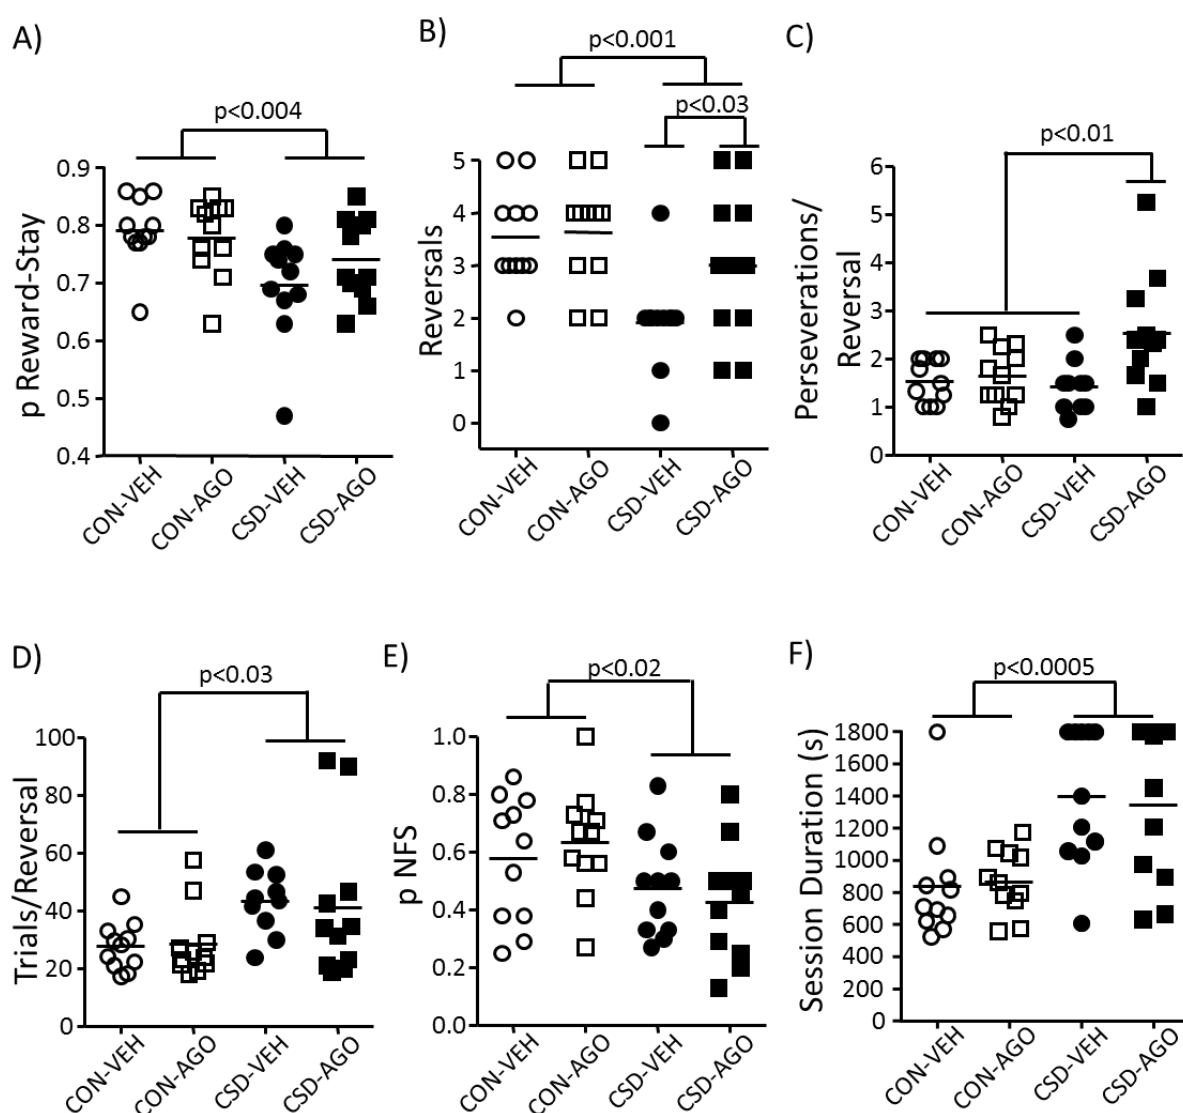 A)
p<0.004
p Reward-Stay
0.9
0.8
0.7
0.6
0.5
0.4
CON-VEH
CON-AGO
CSD-VEH
CSD-AGO
B)
p<0.001
p<0.03
Reversals
5
4
3
2
1
0
CON-VEH
CON-AGO
CSD-VEH
CSD-AGO
C)
p<0.01
Perseverations/
Reversal
6
5
4
3
2
1
0
CON-VEH
CON-AGO
CSD-VEH
CSD-AGO
D)
p<0.03
Trials/Reversal
100
80
60
40
20
0
CON-VEH
CON-AGO
CSD-VEH
CSD-AGO
E)
p<0.02
p NFS
1.0
0.8
0.6
0.4
0.2
0.0
CON-VEH
CON-AGO
CSD-VEH
CSD-AGO
F)
p<0.0005
Session Duration (s)
1800
1600
1400
1200
1000
800
600
400
200
0
CON-VEH
CON-AGO
CSD-VEH
CSD-AGO